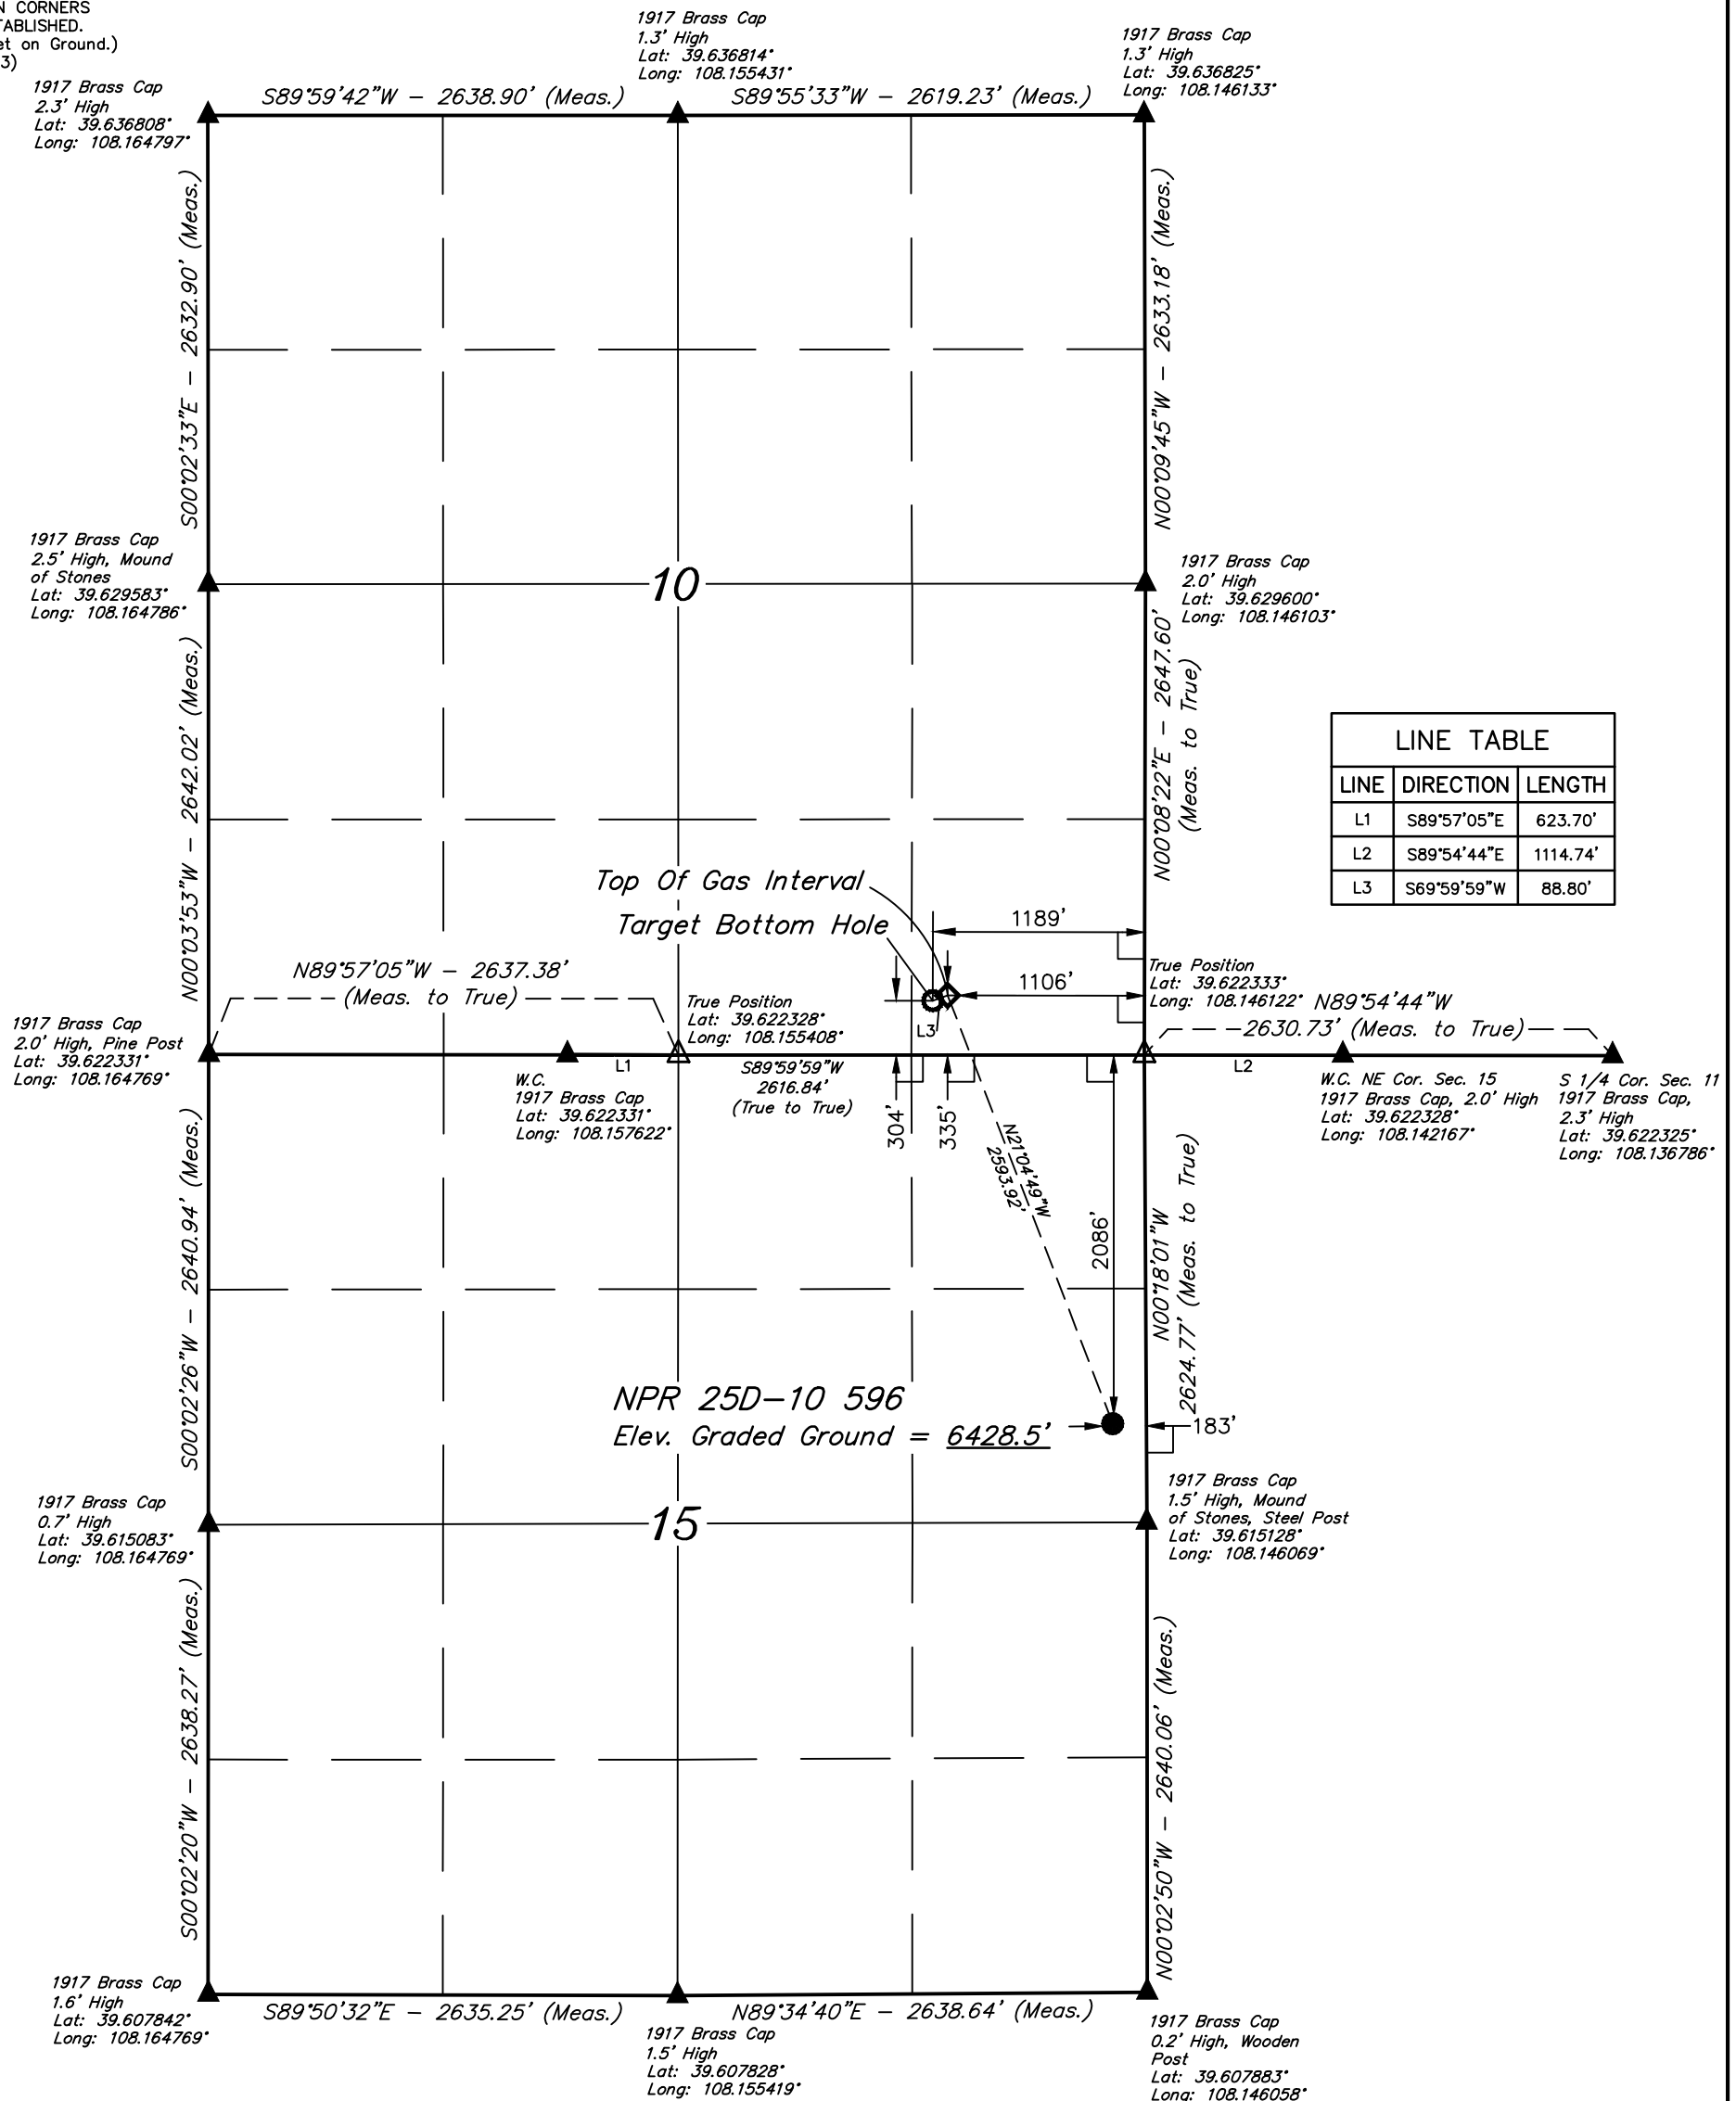 N CORNERS
TABLISHED.
et on Ground.)
3)
1917 Brass Cap
1.3' High
Lat: 39.636814°
Long: 108.155431°
1917 Brass Cap
1.3' High
Lat: 39.636825°
Long: 108.146133°
1917 Brass Cap
2.3' High
Lat: 39.636808°
Long: 108.164797°
S89°59'42"W - 2638.90' (Meas.)
S89°55'33"W - 2619.23' (Meas.)
S00°02'33"E - 2632.90' (Meas.)
N00°09'45"W - 2633.18' (Meas.)
1917 Brass Cap
2.5' High, Mound
of Stones
Lat: 39.629583°
Long: 108.164786°
10
1917 Brass Cap
2.0' High
Lat: 39.629600°
Long: 108.146103°
N00°03'53"W - 2642.02' (Meas.)
N00°08'22"E - 2647.60'
(Meas. to True)
LINE TABLE
LINE DIRECTION LENGTH
L1 S89°57'05"E 623.70'
L2 S89°54'44"E 1114.74'
L3 S69°59'59"W 88.80'
Top Of Gas Interval
Target Bottom Hole
1189'
1106'
N89°57'05"W - 2637.38'
(Meas. to True)
True Position
Lat: 39.622328°
Long: 108.155408°
True Position
Lat: 39.622333°
Long: 108.146122°
N89°54'44"W
2630.73' (Meas. to True)
1917 Brass Cap
2.0' High, Pine Post
Lat: 39.622331°
Long: 108.164769°
L3
L1
L2
W.C.
1917 Brass Cap
Lat: 39.622331°
Long: 108.157622°
S89°59'59"W
2616.84'
(True to True)
304'
335'
W.C. NE Cor. Sec. 15
1917 Brass Cap, 2.0' High
Lat: 39.622328°
Long: 108.142167°
S 1/4 Cor. Sec. 11
1917 Brass Cap,
2.3' High
Lat: 39.622325°
Long: 108.136786°
N21°04'49"W
2593.92'
2086'
S00°02'26"W - 2640.94' (Meas.)
N00°18'01"W
2624.77' (Meas. to True)
NPR 25D-10 596
Elev. Graded Ground = 6428.5'
183'
1917 Brass Cap
0.7' High
Lat: 39.615083°
Long: 108.164769°
15
1917 Brass Cap
1.5' High, Mound
of Stones, Steel Post
Lat: 39.615128°
Long: 108.146069°
S00°02'20"W - 2638.27' (Meas.)
N00°02'50"W - 2640.06' (Meas.)
1917 Brass Cap
1.6' High
Lat: 39.607842°
Long: 108.164769°
S89°50'32"E - 2635.25' (Meas.)
N89°34'40"E - 2638.64' (Meas.)
1917 Brass Cap
1.5' High
Lat: 39.607828°
Long: 108.155419°
1917 Brass Cap
0.2' High, Wooden
Post
Lat: 39.607883°
Long: 108.146058°